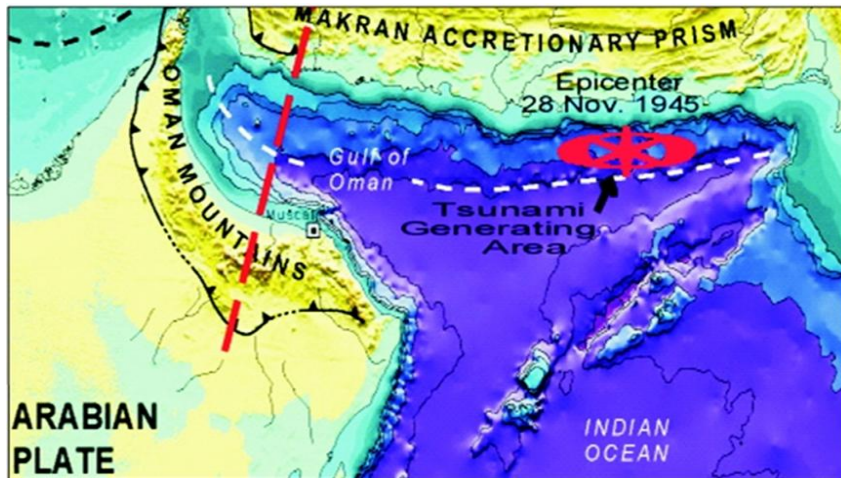 MAKRAN ACCRETIONARY PRISM
Epicenter
28 Nov. 1945
OMAN MOUNTAINS
Gulf of
Oman
Muscat
Tsunami
Generating
Area
ARABIAN
PLATE
INDIAN
OCEAN